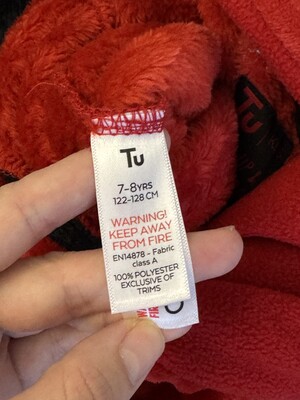 Tu
7-8YRS
122-128 CM
WARNING!
KEEP AWAY
FROM FIRE
EN14878 – Fabric
class A
100% POLYESTER
EXCLUSIVE OF
TRIMS
Tu